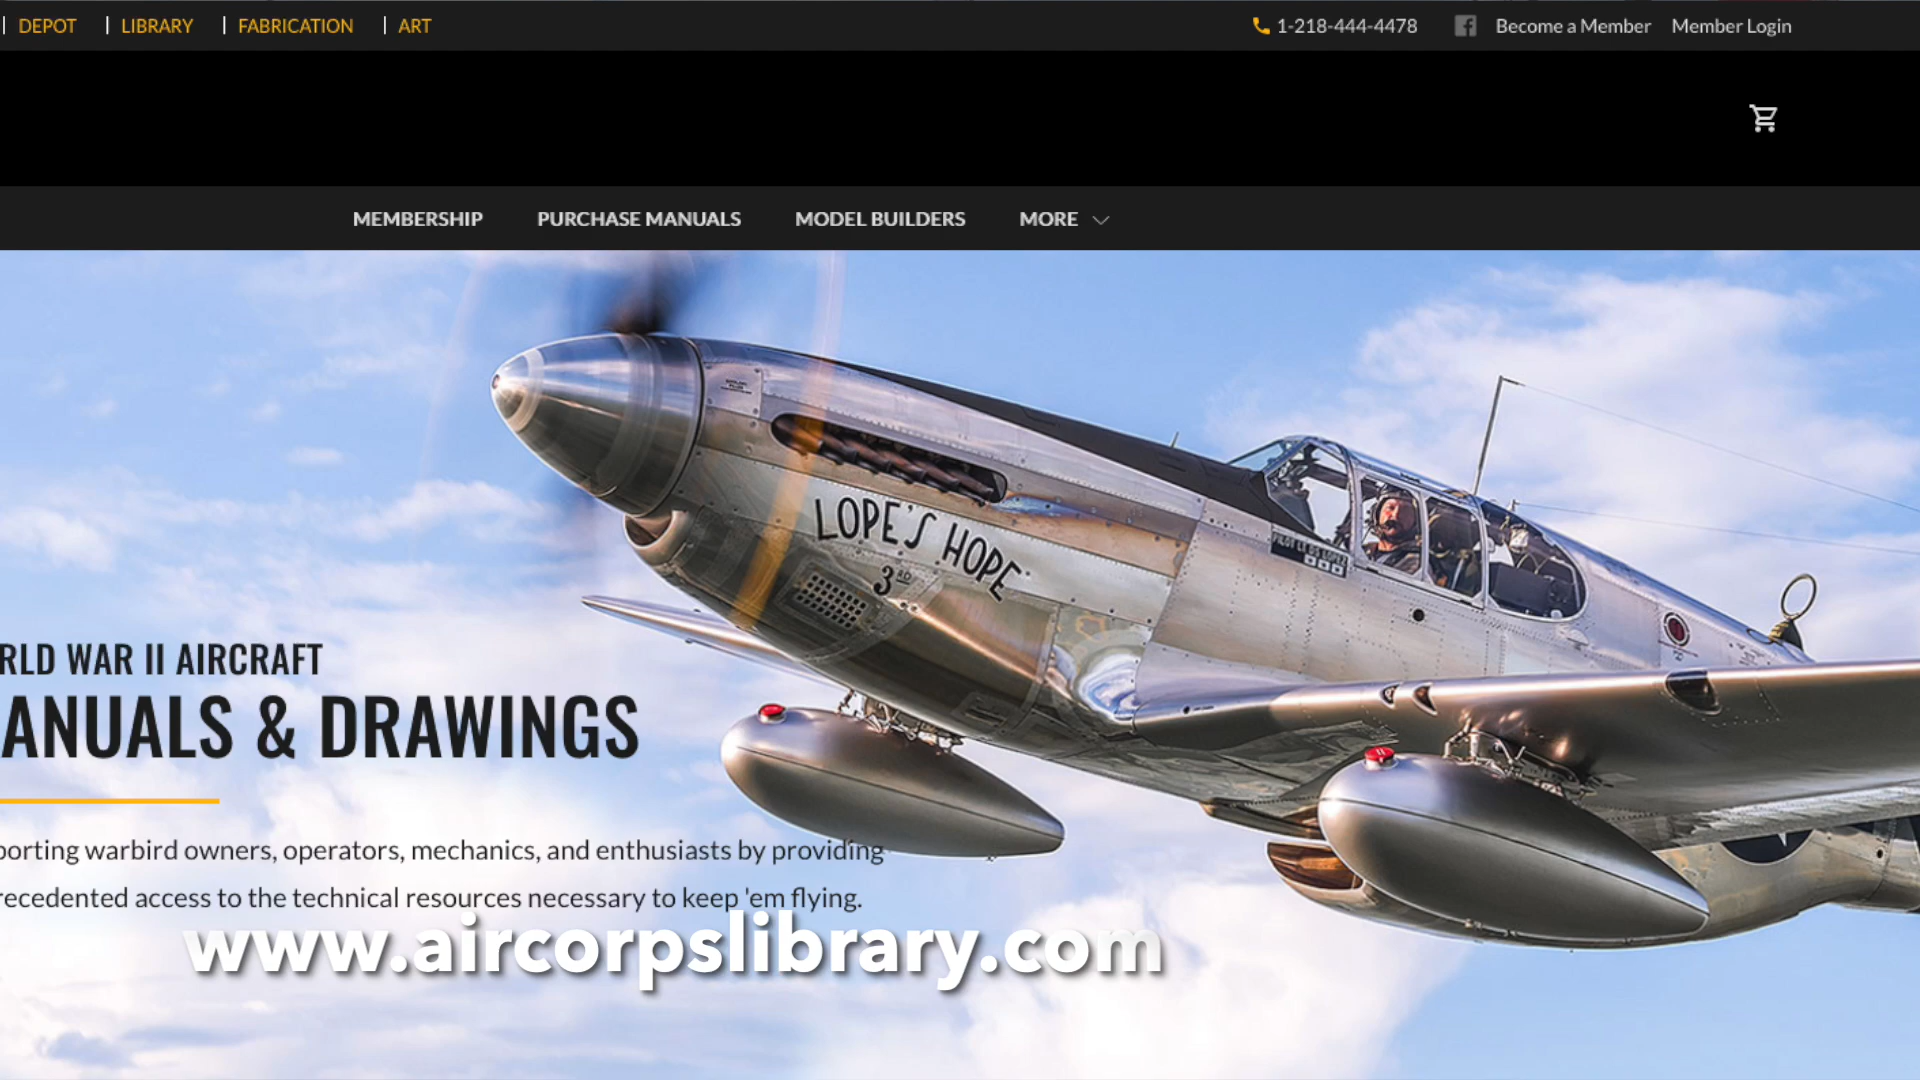 DEPOT
LIBRARY
FABRICATION
ART
1-218-444-4478
Become a Member
Member Login
MEMBERSHIP
PURCHASE MANUALS
MODEL BUILDERS
MORE
LOPE'S HOPE
3RD
RLD WAR II AIRCRAFT
ANUALS & DRAWINGS
porting warbird owners, operators, mechanics, and enthusiasts by providing
recedented access to the technical resources necessary to keep 'em flying.
www.aircorpslibrary.com